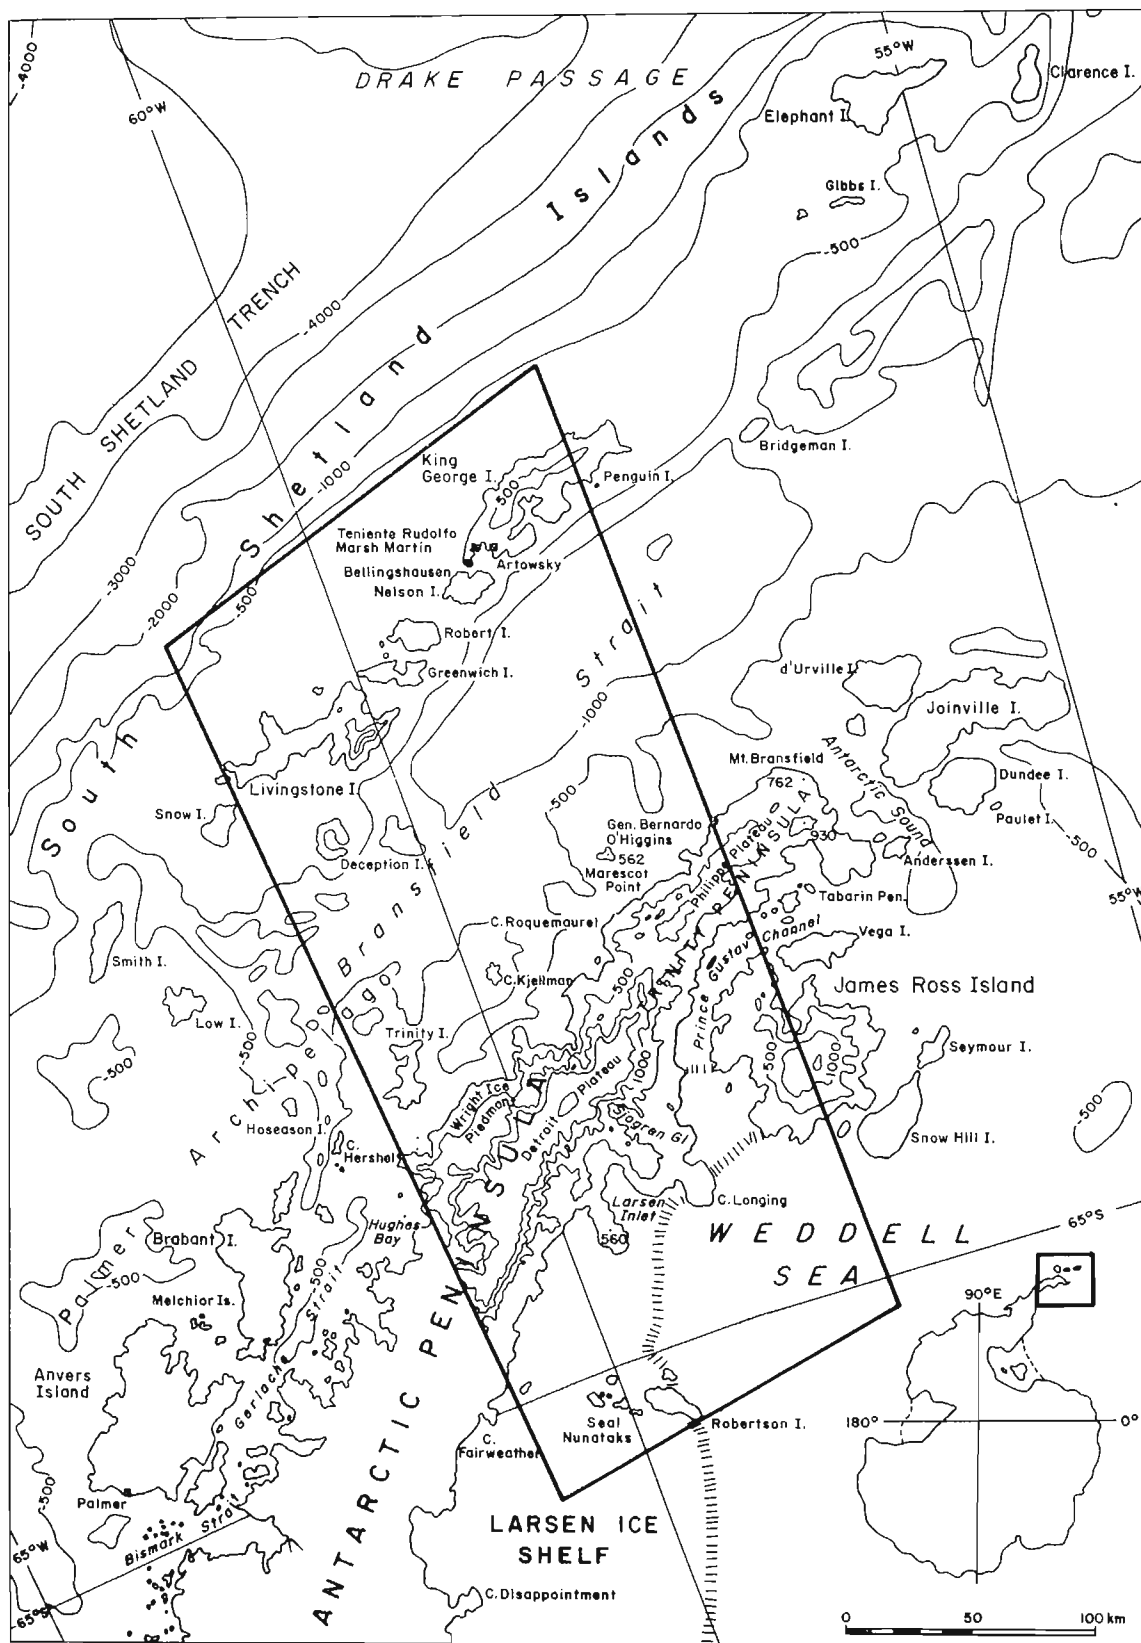 -4000
60°W
DRAKE PASSAGE
55°W
Clarence I.
Elephant I.
Gibbs I.
-500
South Shetland Islands
SOUTH SHETLAND TRENCH
-4000
-3000
-2000
-1000
-500
Bridgeman I.
King
George I.
500
Penguin I.
Teniente Rudolfo
Marsh Martin
Artowsky
Bellingshausen
Nelson I.
Robert I.
Greenwich I.
Livingstone I.
Snow I.
Deception I.
Bransfield Strait
-1000
-500
d'Urville I.
Joinville I.
Antarctic Sound
Mt. Bransfield
762
Dundee I.
Paulet I.
-500
Gen. Bernardo
O'Higgins
562
Marescot
Point
930
Anderssen I.
Philippi Plateau
Tabarin Pen.
55°W
TRINITY PENINSULA
C. Roquemaurel
Prince Gustav Channel
Vega I.
Smith I.
C. Kjellman
500
James Ross Island
Low I.
-500
Trinity I.
Seymour I.
-500
-1000
500
-1000
-500
Wright Ice
Piedmont
Detroit Plateau
Sjogren Gl.
Hoseason I.
Snow Hill I.
C.
Hershel
Palmer Archipelago
C. Longing
Larsen
Inlet
560
Hughes
Bay
WEDDELL
SEA
65°S
Brabant I.
-500
-500
Melchior Is.
Gerlache Strait
90°E
Anvers
Island
180°
0°
Seal
Nunataks
Robertson I.
C.
Fairweather
Palmer
-500
Bismark Strait
ANTARCTIC PENINSULA
LARSEN ICE
SHELF
65°W
65°S
C. Disappointment
0 50 100 km